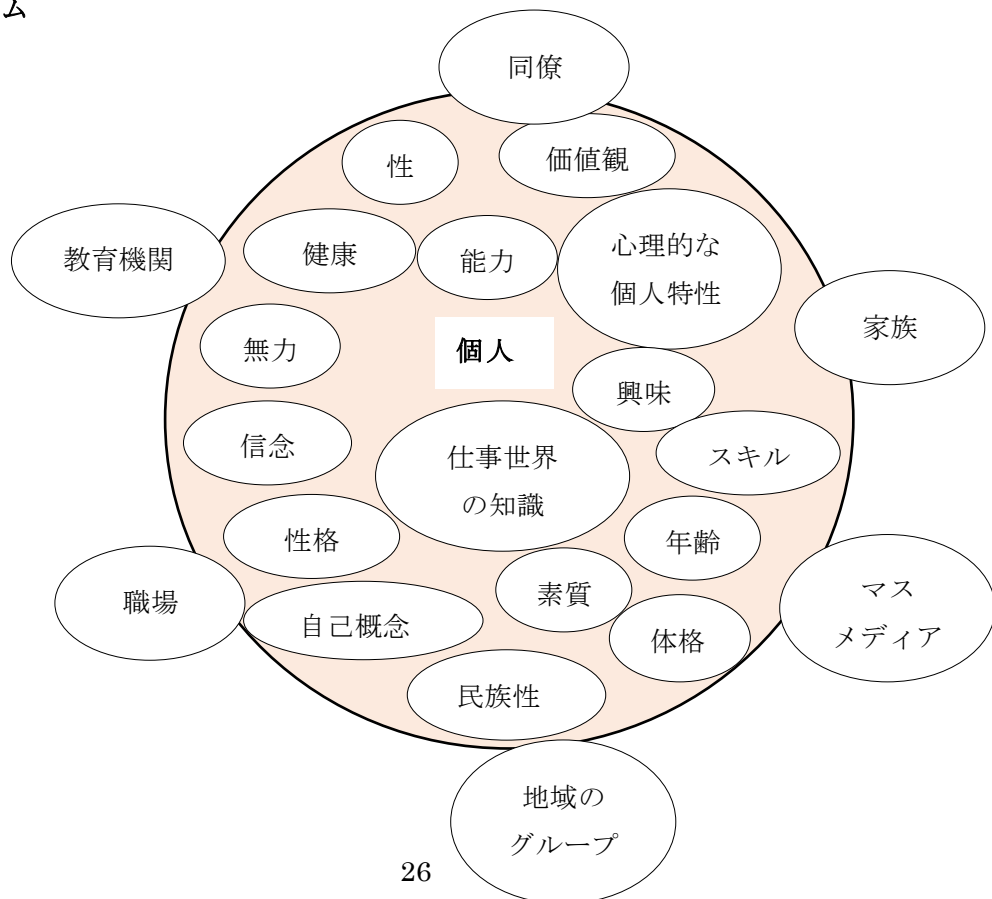 ム
同僚
性
価値観
教育機関
健康
能力
心理的な
個人特性
家族
無力
個人
興味
信念
仕事世界
の知識
スキル
性格
年齢
職場
自己概念
素質
体格
マス
メディア
民族性
地域の
グループ
26